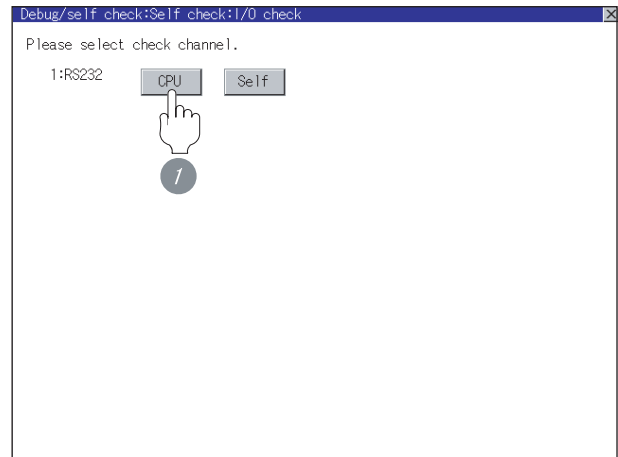 Debug/self check:Self check:I/O check
Please select check channel.
1:RS232 CPU Self
1